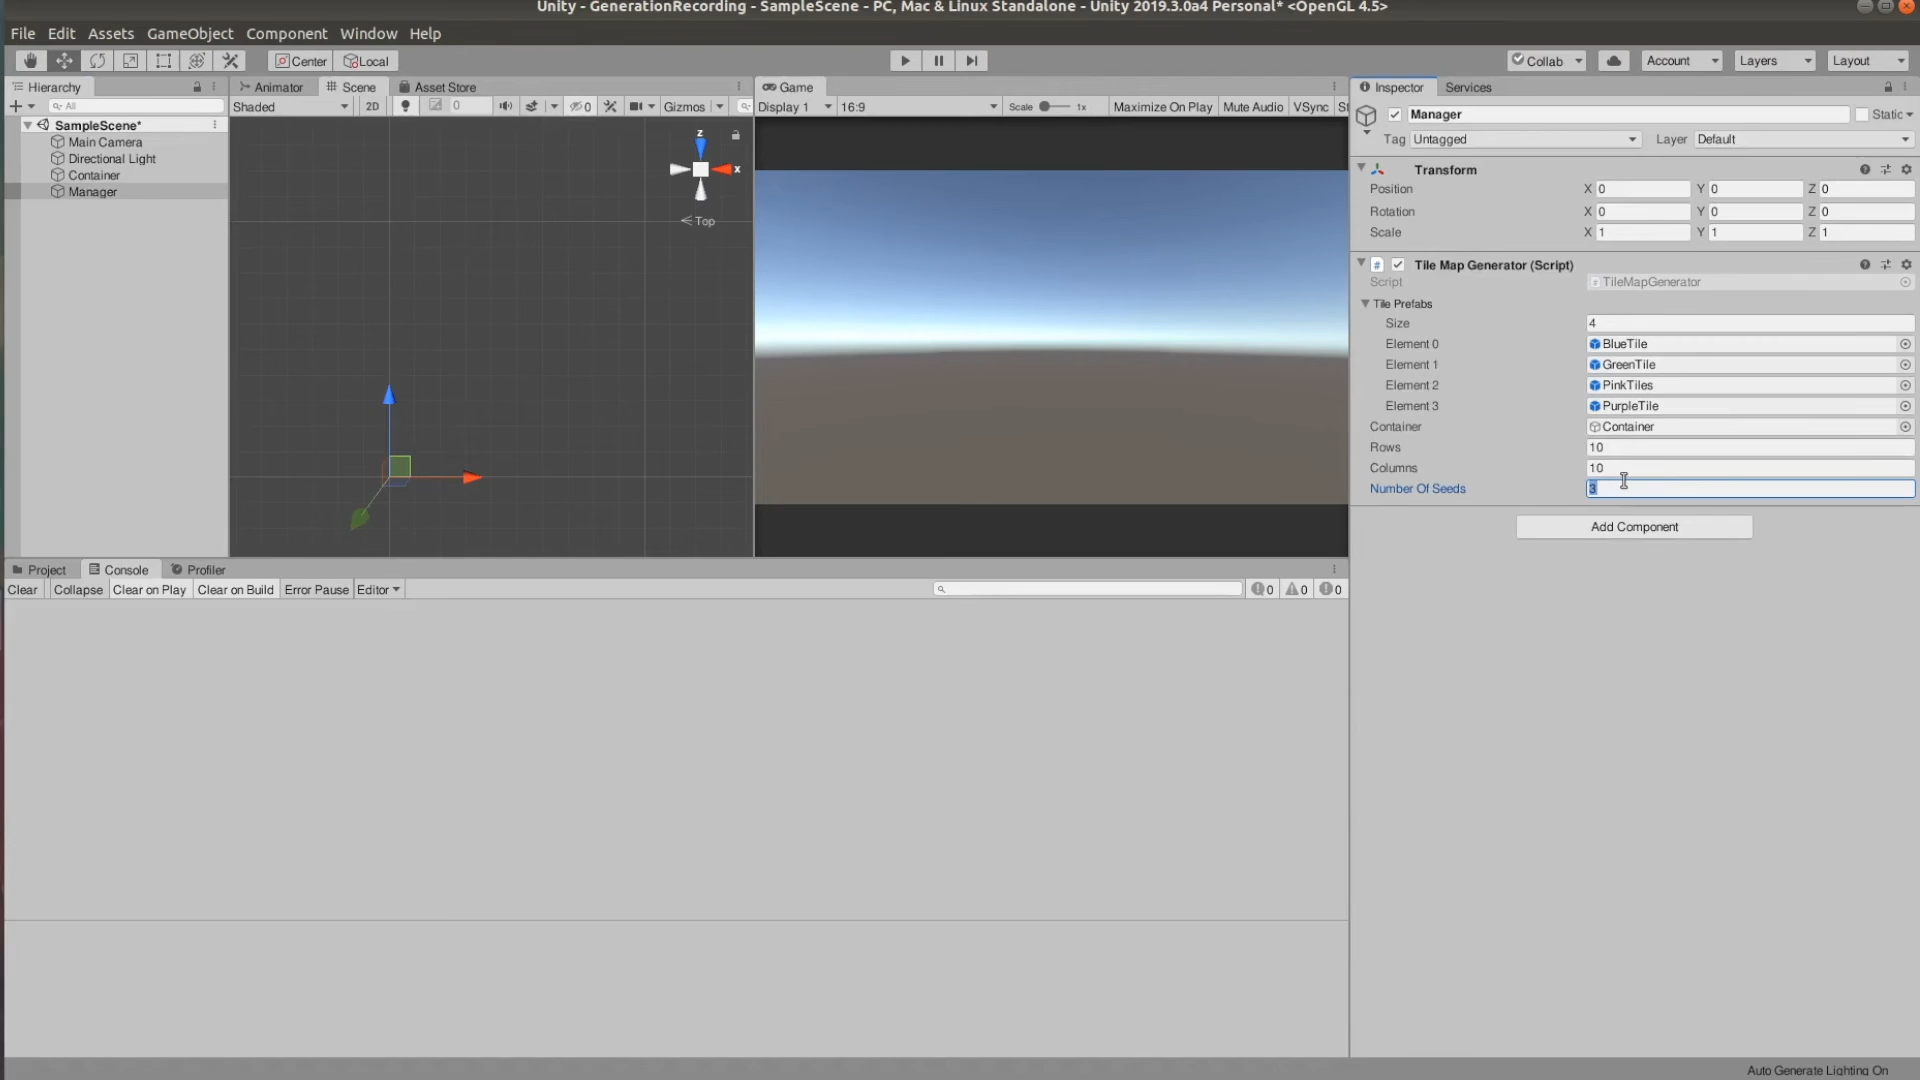 Unity - GenerationRecording - SampleScene - PC, Mac & Linux Standalone - Unity 2019.3.0a4 Personal* <OpenGL 4.5>
File Edit Assets GameObject Component Window Help
Center Local Collab Account Layers Layout
Hierarchy Animator Scene Asset Store Game Inspector Services
All Shaded 2D 0 0 Gizmos Display 1 16:9 Scale 1x Maximize On Play Mute Audio VSync St
SampleScene*
Main Camera
Directional Light
Container
Manager
z
x
Top
Manager Static
Tag Untagged Layer Default
Transform
Position X 0 Y 0 Z 0
Rotation X 0 Y 0 Z 0
Scale X 1 Y 1 Z 1
# Tile Map Generator (Script)
Script TileMapGenerator
Tile Prefabs
Size 4
Element 0 BlueTile
Element 1 GreenTile
Element 2 PinkTiles
Element 3 PurpleTile
Container Container
Rows 10
Columns 10
Number Of Seeds 3
Add Component
Project Console Profiler
Clear Collapse Clear on Play Clear on Build Error Pause Editor 0 0 0
Auto Generate Lighting On